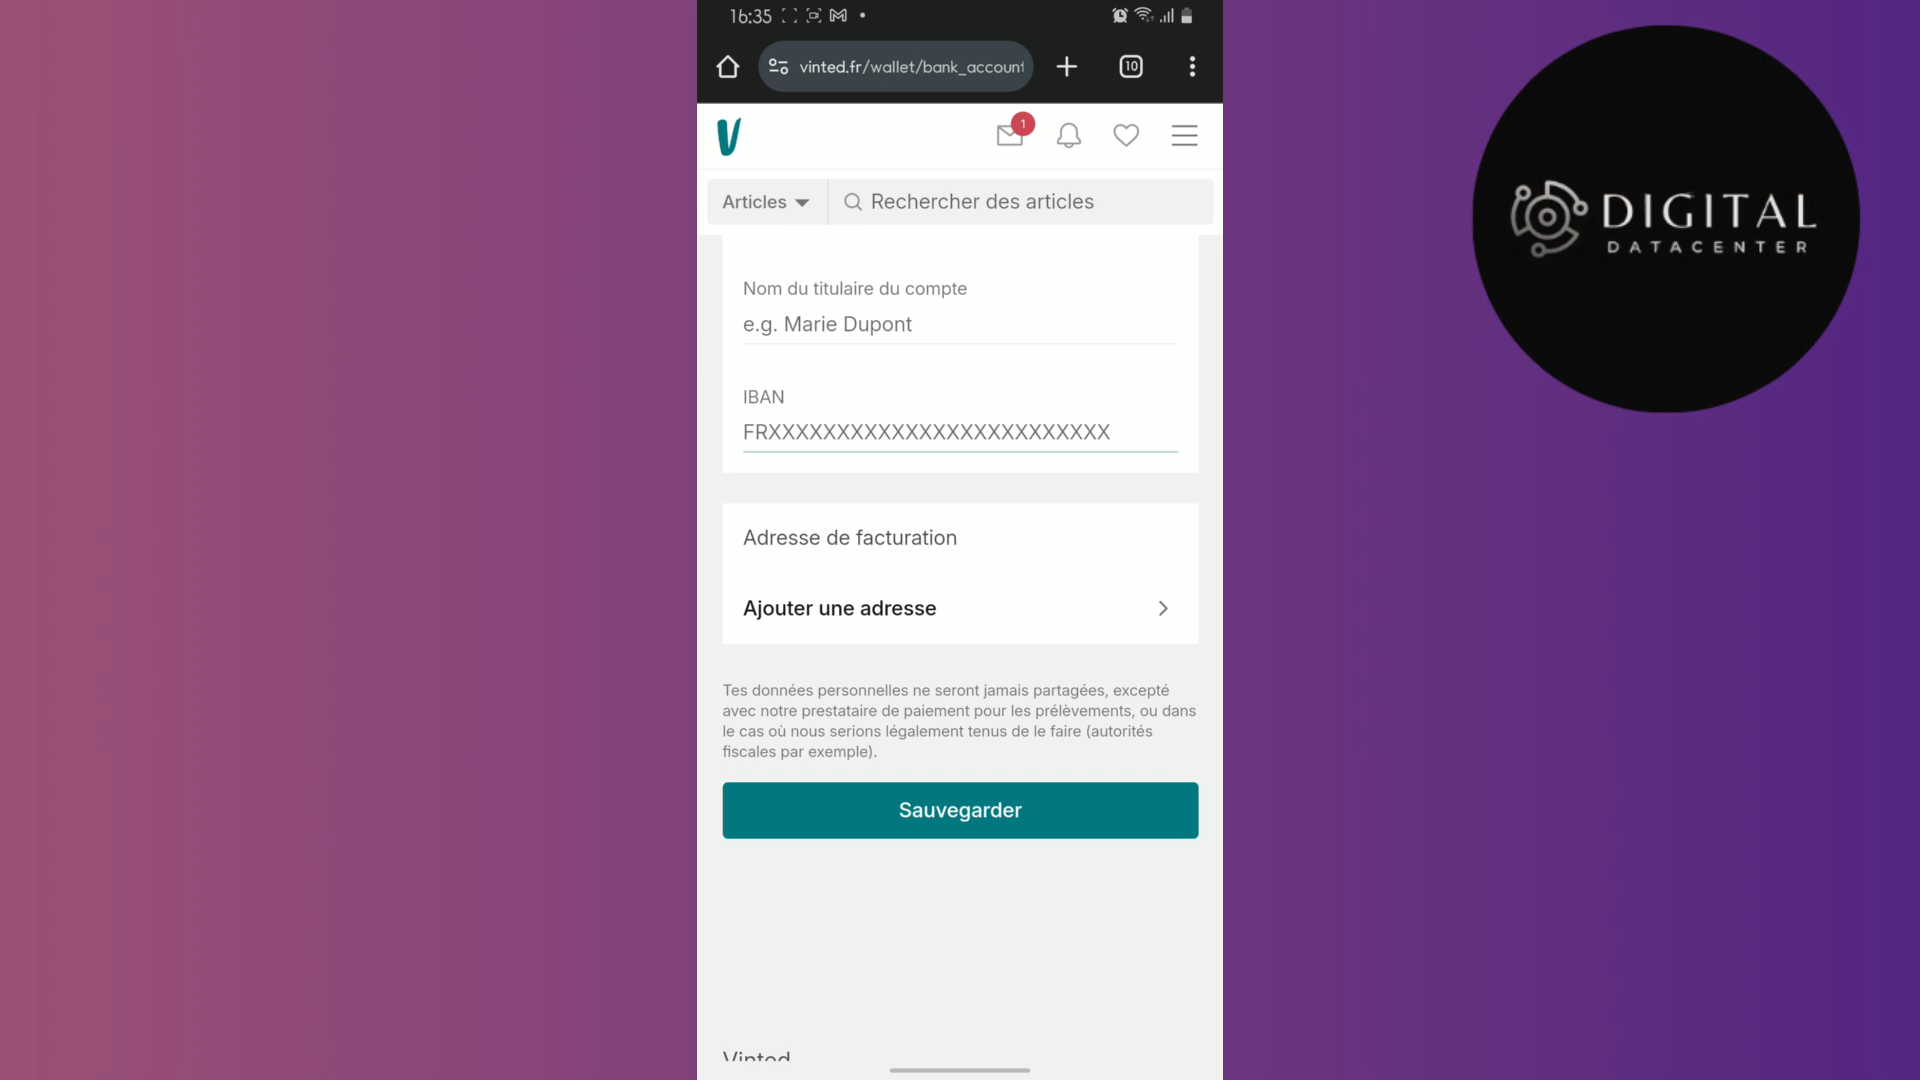 16:35
vinted.fr/wallet/bank_account
10
1
Articles
Rechercher des articles
Nom du titulaire du compte
e.g. Marie Dupont
IBAN
FRXXXXXXXXXXXXXXXXXXXXXXXXX
Adresse de facturation
Ajouter une adresse
Tes données personnelles ne seront jamais partagées, excepté
avec notre prestataire de paiement pour les prélèvements, ou dans
le cas où nous serions légalement tenus de le faire (autorités
fiscales par exemple).
Sauvegarder
Vinted
DIGITAL
DATACENTER